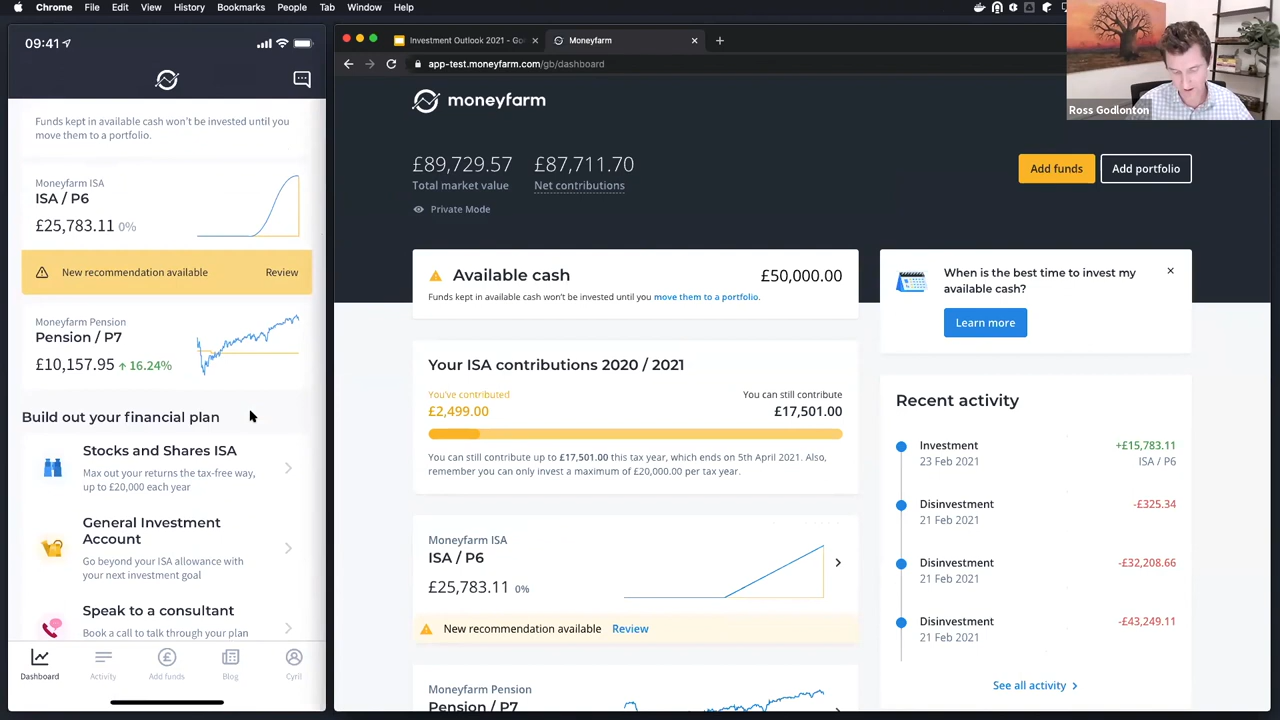 Chrome File Edit View History Bookmarks People Tab Window Help
09:41
Funds kept in available cash won't be invested until you
move them to a portfolio.
Moneyfarm ISA
ISA / P6
£25,783.11 0%
New recommendation available Review
Moneyfarm Pension
Pension / P7
£10,157.95 16.24%
Build out your financial plan
Stocks and Shares ISA
Max out your returns the tax-free way,
up to £20,000 each year
General Investment
Account
Go beyond your ISA allowance with
your next investment goal
Speak to a consultant
Book a call to talk through your plan
Dashboard Activity Add funds Blog Cyril
Investment Outlook 2021 - Go
Moneyfarm
app-test.moneyfarm.com/gb/dashboard
Ross Godlonton
moneyfarm
£89,729.57 £87,711.70
Total market value Net contributions
Private Mode
Add funds Add portfolio
Available cash £50,000.00
Funds kept in available cash won't be invested until you move them to a portfolio.
Your ISA contributions 2020 / 2021
You've contributed You can still contribute
£2,499.00 £17,501.00
You can still contribute up to £17,501.00 this tax year, which ends on 5th April 2021. Also,
remember you can only invest a maximum of £20,000.00 per tax year.
Moneyfarm ISA
ISA / P6
£25,783.11 0%
New recommendation available Review
Moneyfarm Pension
Pension / P7
When is the best time to invest my
available cash?
Learn more
Recent activity
Investment +£15,783.11
23 Feb 2021 ISA / P6
Disinvestment -£325.34
21 Feb 2021
Disinvestment -£32,208.66
21 Feb 2021
Disinvestment -£43,249.11
21 Feb 2021
See all activity